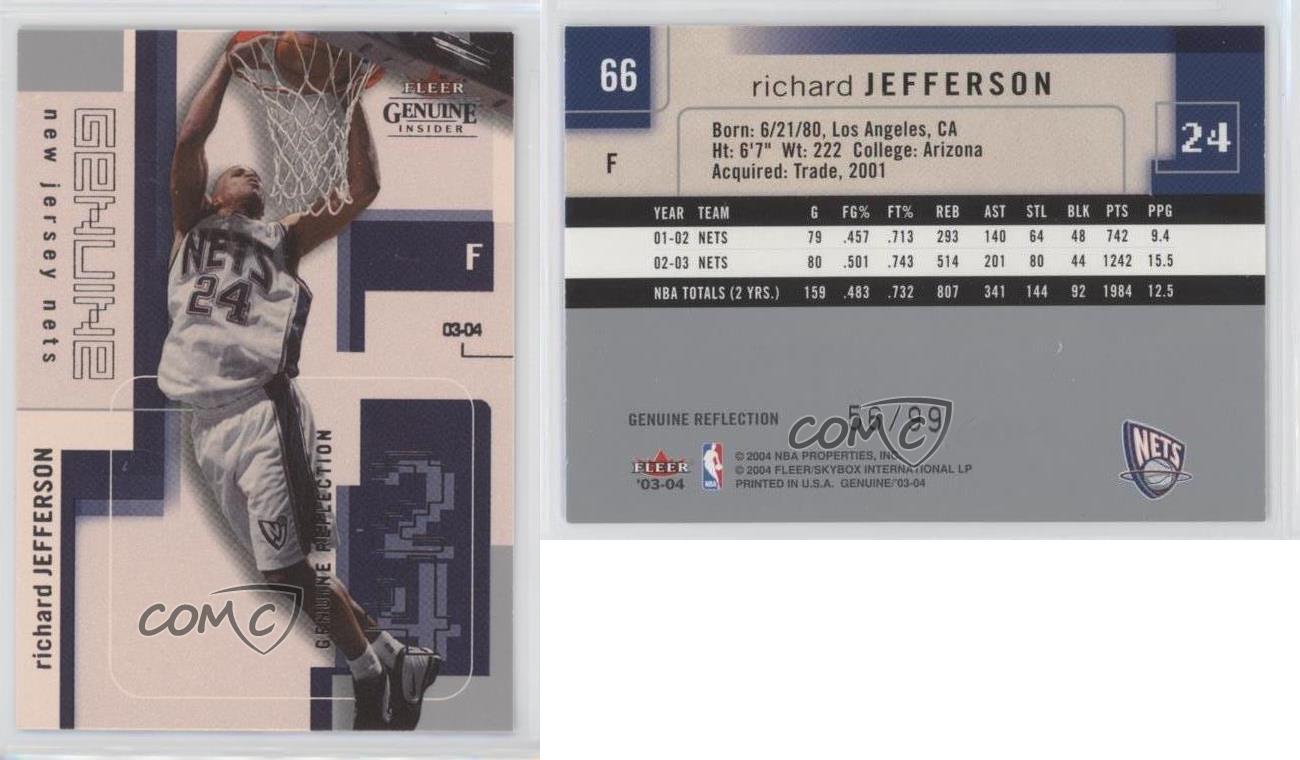 FLEER
GENUINE
INSIDER
GENUINE
new jersey nets
NETS
24
F
03-04
richard JEFFERSON
GENUINE REFLECTION
24
COMC
66
richard JEFFERSON
24
F
Born: 6/21/80, Los Angeles, CA
Ht: 6'7" Wt: 222 College: Arizona
Acquired: Trade, 2001
YEAR TEAM G FG% FT% REB AST STL BLK PTS PPG
01-02 NETS 79 .457 .713 293 140 64 48 742 9.4
02-03 NETS 80 .501 .743 514 201 80 44 1242 15.5
NBA TOTALS (2 YRS.) 159 .483 .732 807 341 144 92 1984 12.5
GENUINE REFLECTION 56/99
COMC
FLEER
'03-04
NBA
© 2004 NBA PROPERTIES, INC.
© 2004 FLEER/SKYBOX INTERNATIONAL LP
PRINTED IN U.S.A. GENUINE/'03-04
NETS